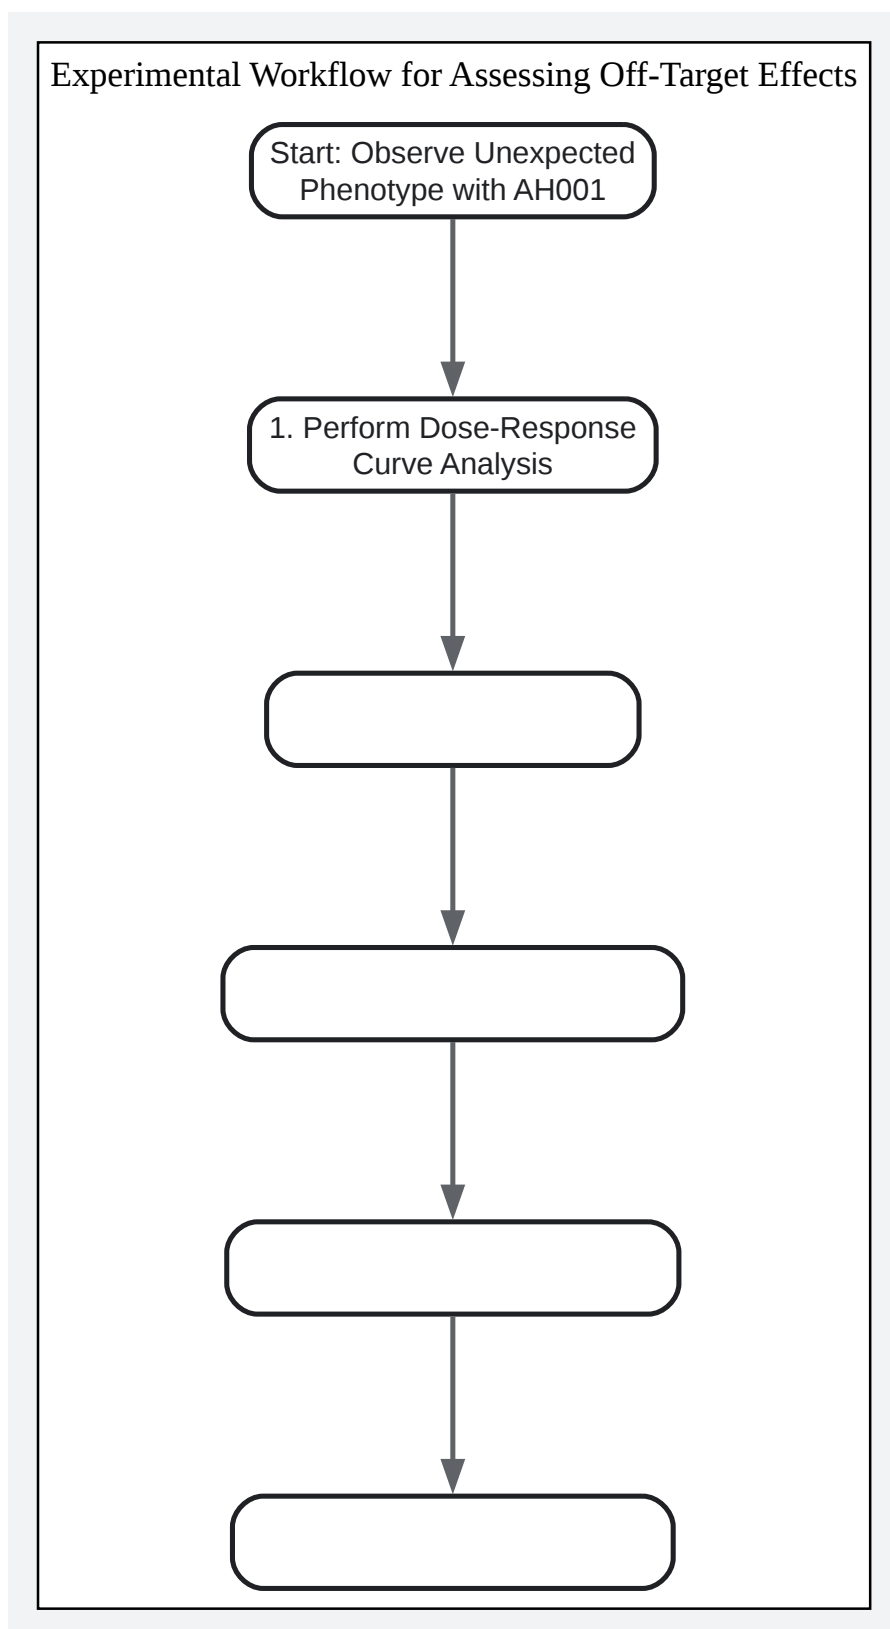 Experimental Workflow for Assessing Off-Target Effects
Start: Observe Unexpected
Phenotype with AH001
1. Perform Dose-Response
Curve Analysis